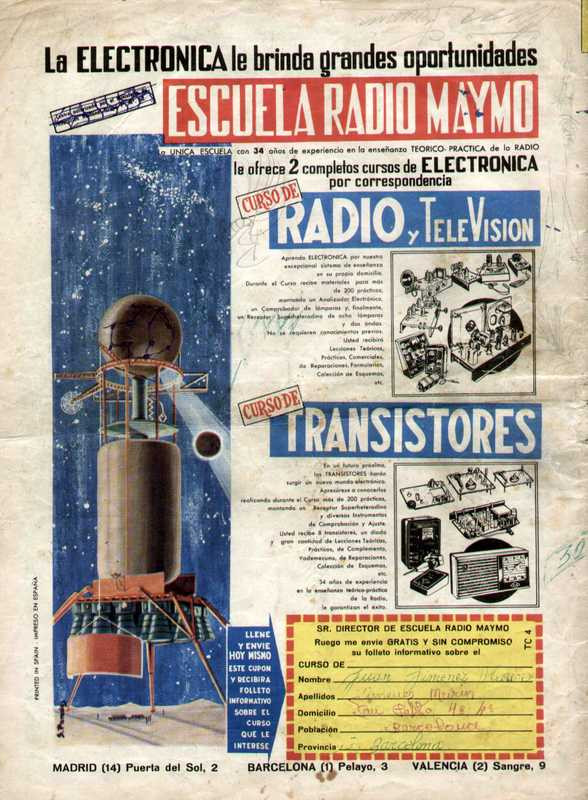 La ELECTRONICA le brinda grandes oportunidades
ESCUELA RADIO MAYMO
La UNICA ESCUELA con 34 años de experiencia en la enseñanza TEORICO-PRACTICA de la RADIO
le ofrece 2 completos cursos de ELECTRONICA
por correspondencia
CURSO DE
RADIO y TELEVISION
Aprenda ELECTRONICA por nuestro
excepcional sistema de enseñanza
en su propio domicilio.
Durante el Curso recibe materiales para más
de 200 prácticas,
montando un Analizador Electrónico,
un Comprobador de lámparas y, finalmente,
un Receptor Superheterodino de ocho lámparas
y dos ondas.
No se requieren conocimientos previos.
Usted recibirá
Lecciones Teóricas,
Prácticas, Comerciales,
de Reparaciones, Formularios,
Colección de Esquemas,
etc.
CURSO DE
TRANSISTORES
En un futuro próximo,
los TRANSISTORES harán
surgir un nuevo mundo electrónico.
Apresúrese a conocerlos
realizando durante el Curso más de 200 prácticas,
montando un Receptor Superheterodino
y diversos Instrumentos
de Comprobación y Ajuste.
Usted recibe 8 transistores, un diodo
y gran cantidad de Lecciones Teóricas,
Prácticas, de Complemento,
Vademecums, de Reparaciones,
Colección de Esquemas,
etc.
34 años de experiencia
en la enseñanza teórico-práctica
de la Radio,
le garantizan el éxito.
PRINTED IN SPAIN - IMPRESO EN ESPAÑA
LLENE
Y ENVIE
HOY MISMO
ESTE CUPON
Y RECIBIRA
FOLLETO
INFORMATIVO
SOBRE EL
CURSO
QUE LE
INTERESE
SR. DIRECTOR DE ESCUELA RADIO MAYMO
Ruego me envíe GRATIS Y SIN COMPROMISO
su folleto informativo sobre el
TC 4
CURSO DE
Nombre Juan Jimenez
Apellidos Jimenez
Domicilio San Pablo
Población Barcelona
Provincia Barcelona
MADRID (14) Puerta del Sol, 2 BARCELONA (1) Pelayo, 3 VALENCIA (2) Sangre, 9